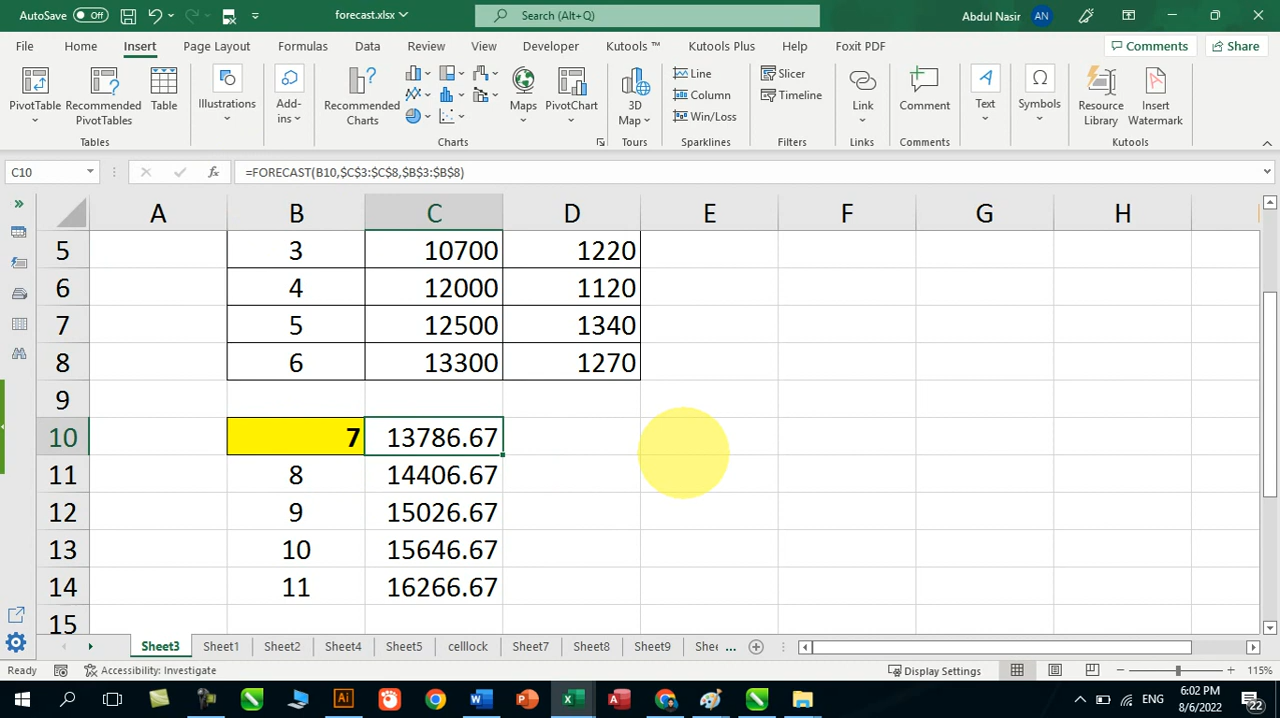 AutoSave Off forecast.xlsx Search (Alt+Q) Abdul Nasir AN
File Home Insert Page Layout Formulas Data Review View Developer Kutools ™ Kutools Plus Help Foxit PDF Comments Share
PivotTable Recommended PivotTables Table Illustrations Add-ins Recommended Charts Maps PivotChart 3D Map Line Column Win/Loss Slicer Timeline Link Comment Text Symbols Resource Library Insert Watermark
Tables Charts Tours Sparklines Filters Links Comments Kutools
C10 fx =FORECAST(B10,$C$3:$C$8,$B$3:$B$8)
A B C D E F G H
5 3 10700 1220
6 4 12000 1120
7 5 12500 1340
8 6 13300 1270
9
10 7 13786.67
11 8 14406.67
12 9 15026.67
13 10 15646.67
14 11 16266.67
15
Sheet3 Sheet1 Sheet2 Sheet4 Sheet5 celllock Sheet7 Sheet8 Sheet9 She ...
Ready Accessibility: Investigate Display Settings 115%
ENG 6:02 PM
8/6/2022 22